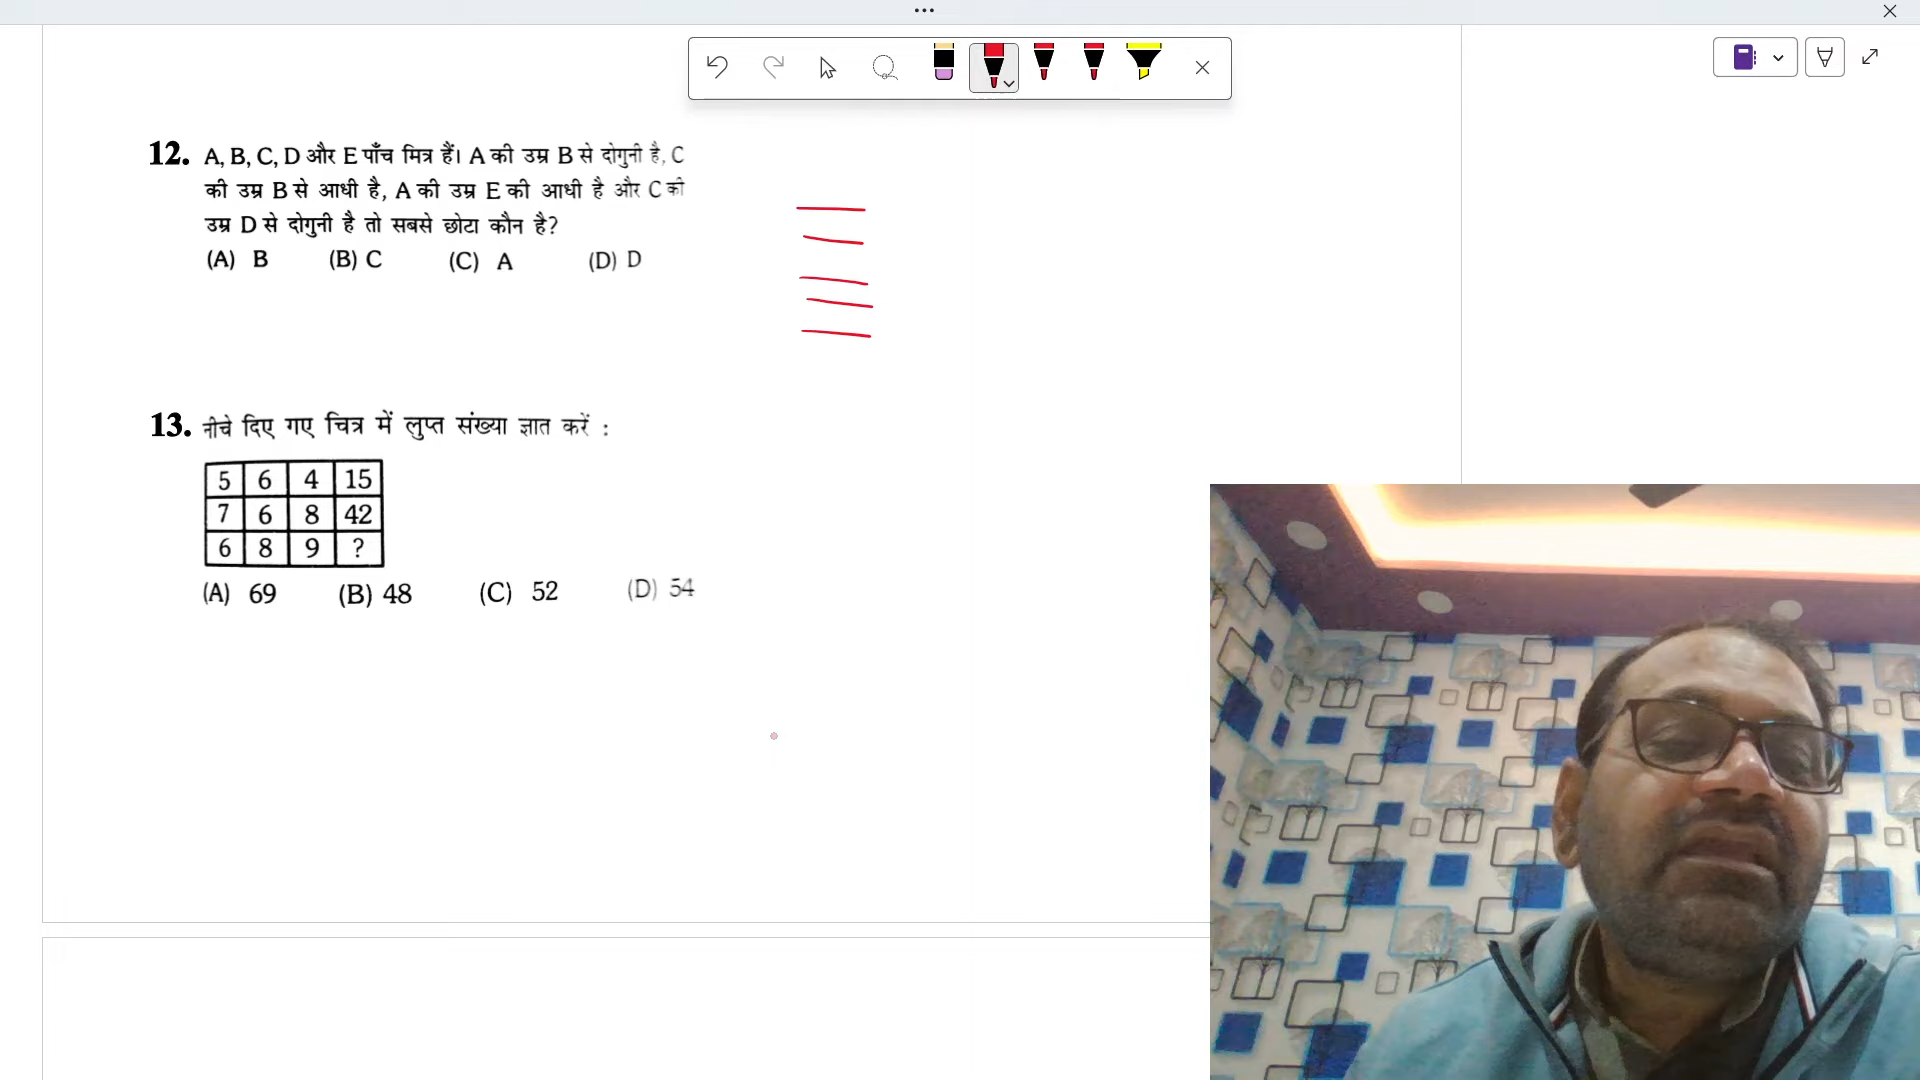 12. A, B, C, D और E पाँच मित्र हैं। A की उम्र B से दोगुनी है, C
की उम्र B से आधी है, A की उम्र E की आधी है और C की
उम्र D से दोगुनी है तो सबसे छोटा कौन है?
(A) B (B) C (C) A (D) D
13. नीचे दिए गए चित्र में लुप्त संख्या ज्ञात करें :
5 6 4 15
7 6 8 42
6 8 9 ?
(A) 69 (B) 48 (C) 52 (D) 54